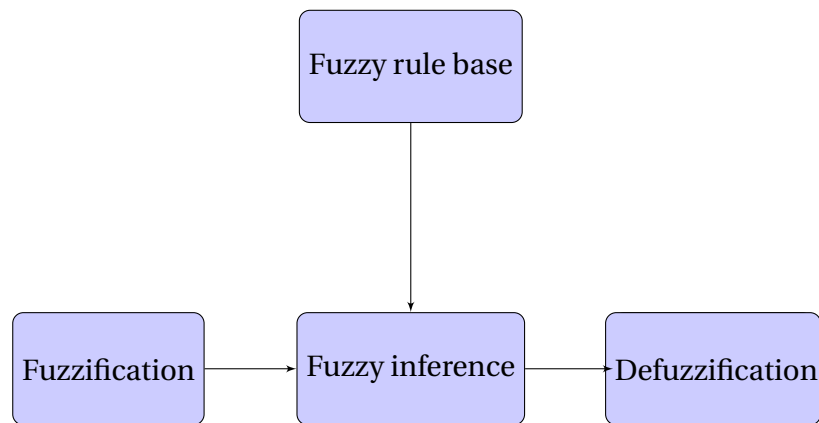 Fuzzy rule base
Fuzzification
Fuzzy inference
Defuzzification